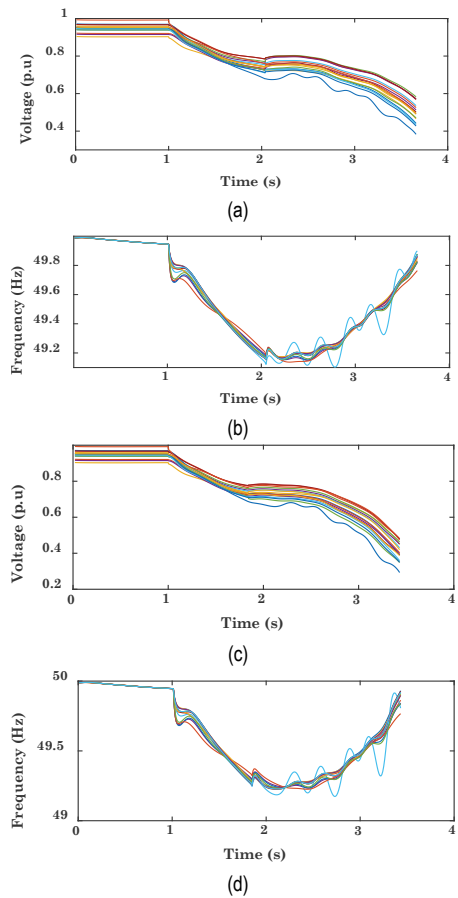 1
0.8
0.6
0.4
Voltage (p.u)
0 1 2 3 4
Time (s)
(a)
49.8
49.6
49.4
49.2
Frequency (Hz)
0 1 2 3 4
Time (s)
(b)
0.8
0.6
0.4
0.2
Voltage (p.u)
0 1 2 3 4
Time (s)
(c)
50
49.5
49
Frequency (Hz)
0 1 2 3 4
Time (s)
(d)